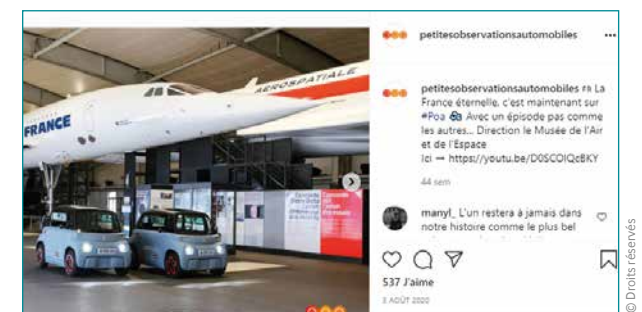 petitesobservationsautomobiles
AEROSPATIALE
petitesobservationsautomobiles FR La
France éternelle, c'est maintenant sur
#Poa Avec un épisode pas comme
les autres... Direction le Musée de l'Air
et de l'Espace
Ici → https://youtu.be/D0SCOIQcBKY
FRANCE
44 sem
manyl_ L'un restera à jamais dans
notre histoire comme le plus bel
537 J'aime
3 AOÛT 2020
© Droits réservés